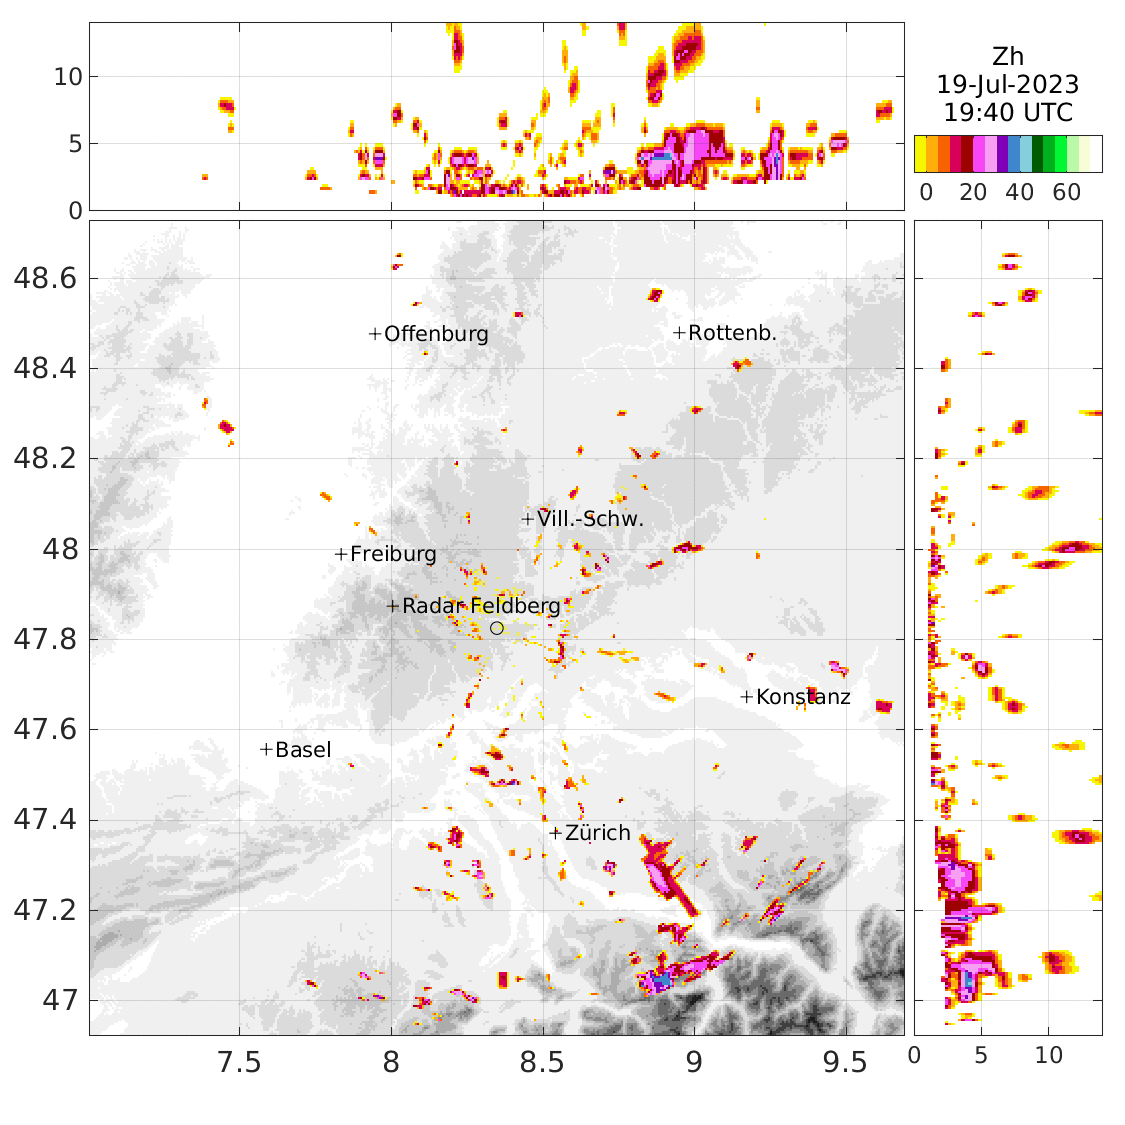 10
5
0
Zh
19-Jul-2023
19:40 UTC
0 20 40 60
48.6
48.4
48.2
48
47.8
47.6
47.4
47.2
47
Offenburg
Rottenb.
Vill.-Schw.
Freiburg
Radar Feldberg
Konstanz
Basel
Zürich
7.5 8 8.5 9 9.5
0 5 10